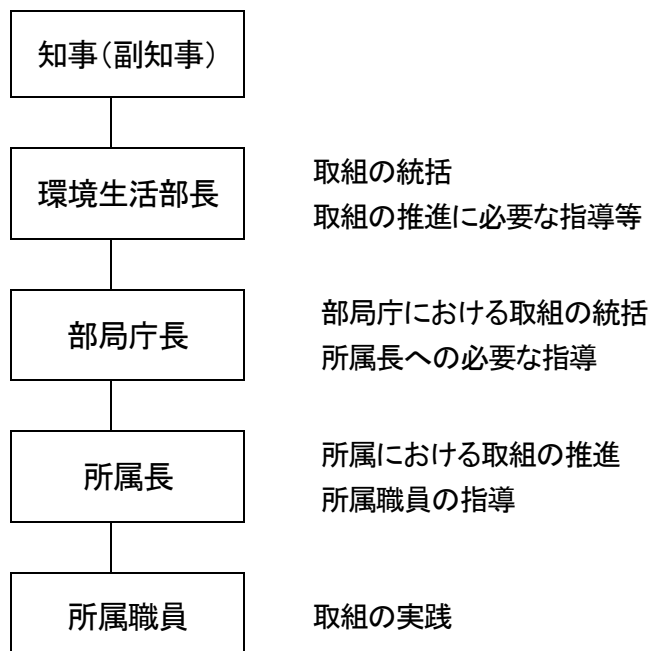 知事（副知事）
環境生活部長
取組の統括
取組の推進に必要な指導等
部局庁長
部局庁における取組の統括
所属長への必要な指導
所属長
所属における取組の推進
所属職員の指導
所属職員
取組の実践